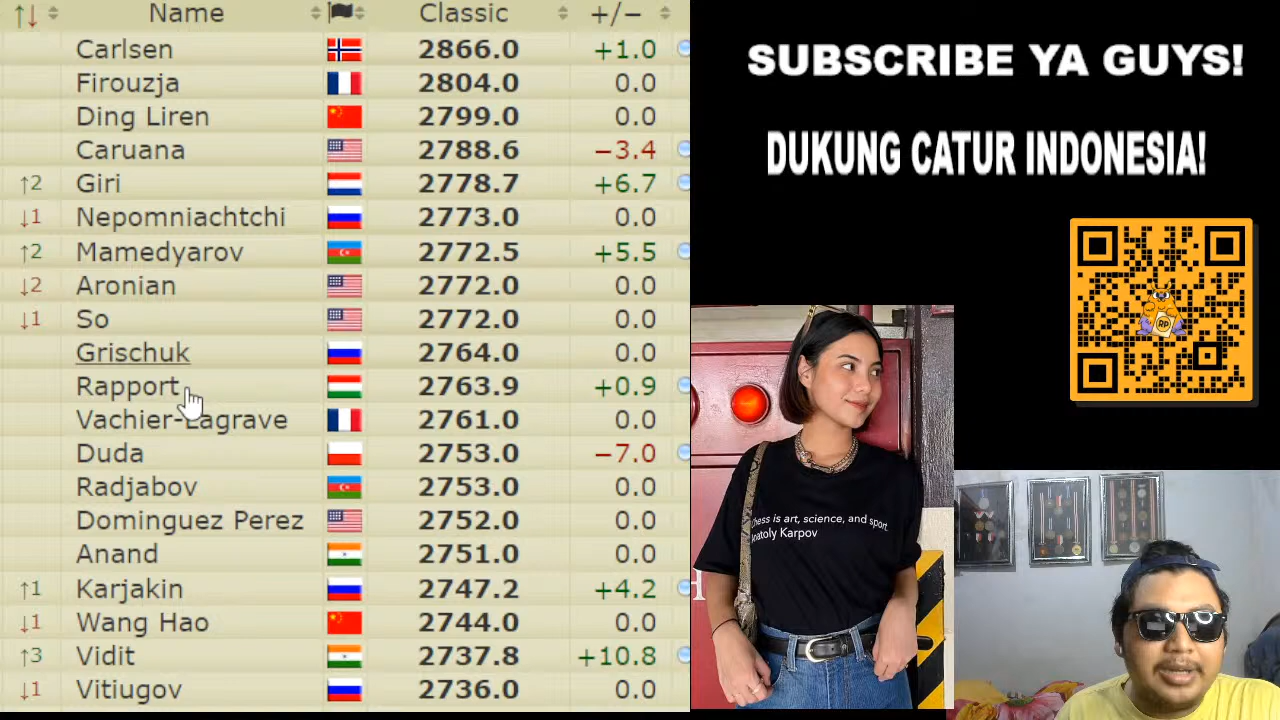 ↑↓ Name Classic +/−
Carlsen 2866.0 +1.0
Firouzja 2804.0 0.0
Ding Liren 2799.0 0.0
Caruana 2788.6 −3.4
↑2 Giri 2778.7 +6.7
↓1 Nepomniachtchi 2773.0 0.0
↑2 Mamedyarov 2772.5 +5.5
↓2 Aronian 2772.0 0.0
↓1 So 2772.0 0.0
Grischuk 2764.0 0.0
Rapport 2763.9 +0.9
Vachier-Lagrave 2761.0 0.0
Duda 2753.0 −7.0
Radjabov 2753.0 0.0
Dominguez Perez 2752.0 0.0
Anand 2751.0 0.0
↑1 Karjakin 2747.2 +4.2
↓1 Wang Hao 2744.0 0.0
↑3 Vidit 2737.8 +10.8
↓1 Vitiugov 2736.0 0.0
SUBSCRIBE YA GUYS!
DUKUNG CATUR INDONESIA!
RP
chess is art, science, and sport.
Anatoly Karpov
H